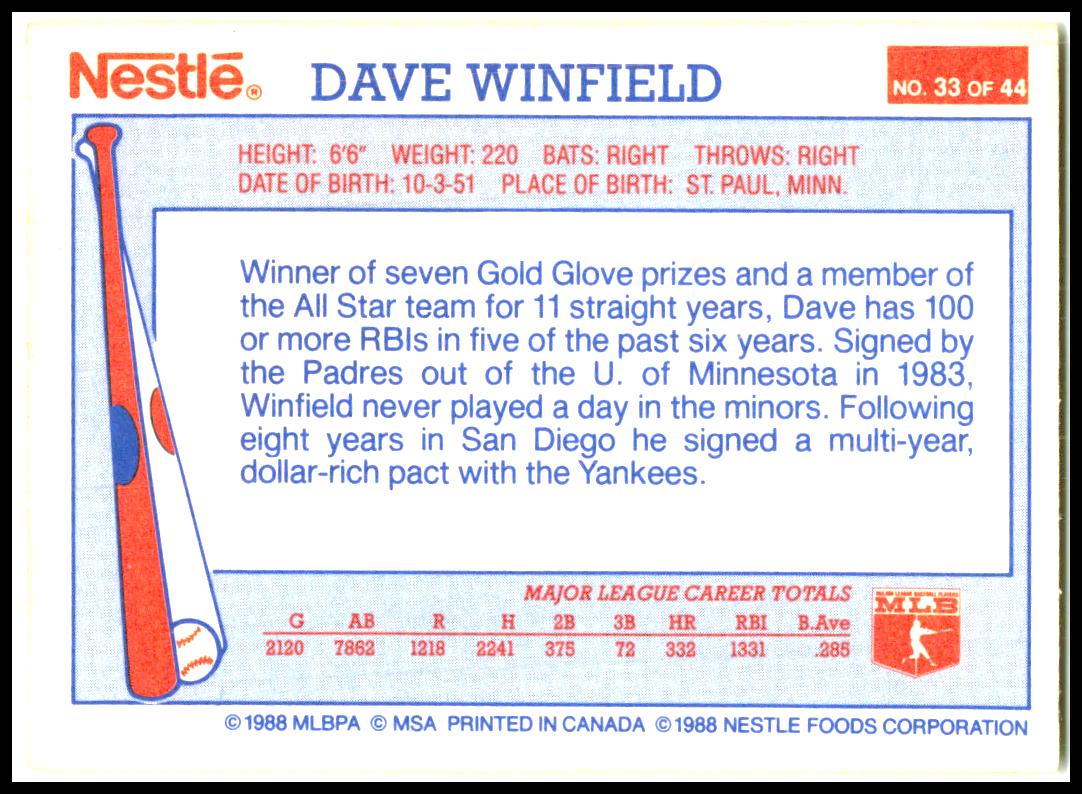 Nestlé® DAVE WINFIELD NO. 33 OF 44
HEIGHT: 6'6" WEIGHT: 220 BATS: RIGHT THROWS: RIGHT
DATE OF BIRTH: 10-3-51 PLACE OF BIRTH: ST. PAUL, MINN.
Winner of seven Gold Glove prizes and a member of
the All Star team for 11 straight years, Dave has 100
or more RBIs in five of the past six years. Signed by
the Padres out of the U. of Minnesota in 1983,
Winfield never played a day in the minors. Following
eight years in San Diego he signed a multi-year,
dollar-rich pact with the Yankees.
MAJOR LEAGUE CAREER TOTALS
G AB R H 2B 3B HR RBI B.Ave
2120 7862 1218 2241 375 72 332 1331 .285
MAJOR LEAGUE BASEBALL PLAYERS
MLB
©1988 MLBPA © MSA PRINTED IN CANADA ©1988 NESTLE FOODS CORPORATION